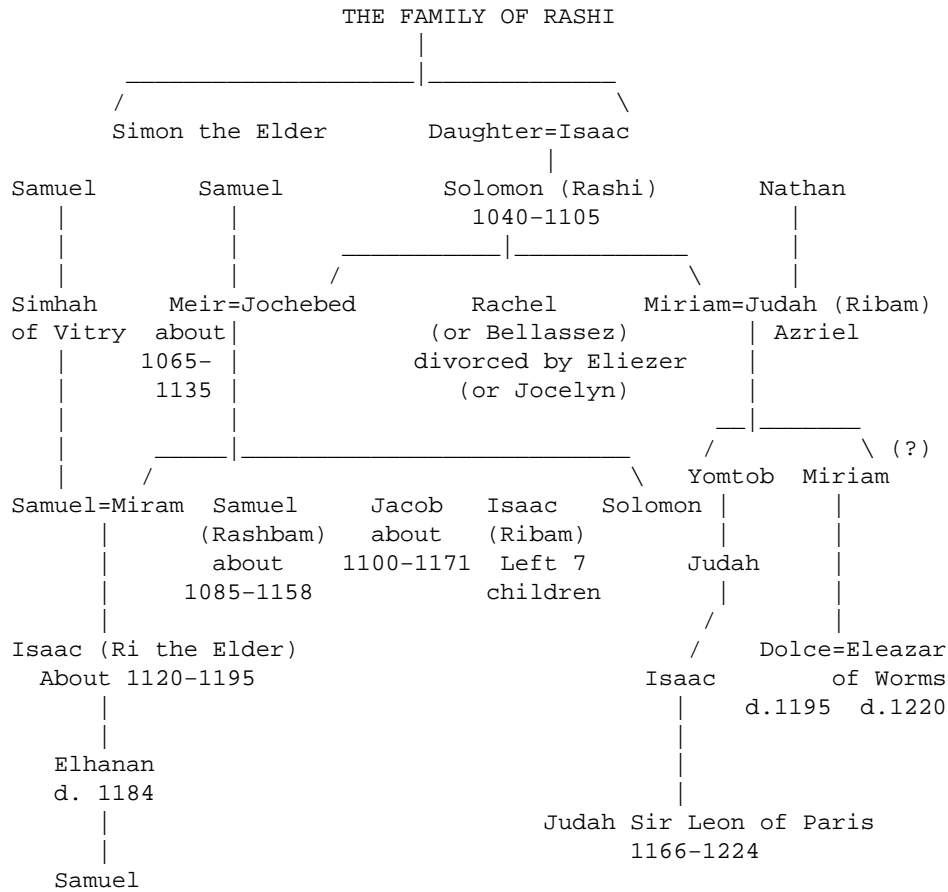 THE FAMILY OF RASHI
Simon the Elder Daughter=Isaac
Samuel Samuel Solomon (Rashi) Nathan
1040-1105
Simhah Meir=Jochebed Rachel Miriam=Judah (Ribam)
of Vitry about (or Bellassez) Azriel
1065- divorced by Eliezer
1135 (or Jocelyn)
(?)
Yomtob Miriam
Samuel=Miram Samuel Jacob Isaac Solomon
(Rashbam) about (Ribam)
about 1100-1171 Left 7 Judah
1085-1158 children
Isaac (Ri the Elder) Dolce=Eleazar
About 1120-1195 Isaac of Worms
d.1195 d.1220
Elhanan
d. 1184
Judah Sir Leon of Paris
1166-1224
Samuel